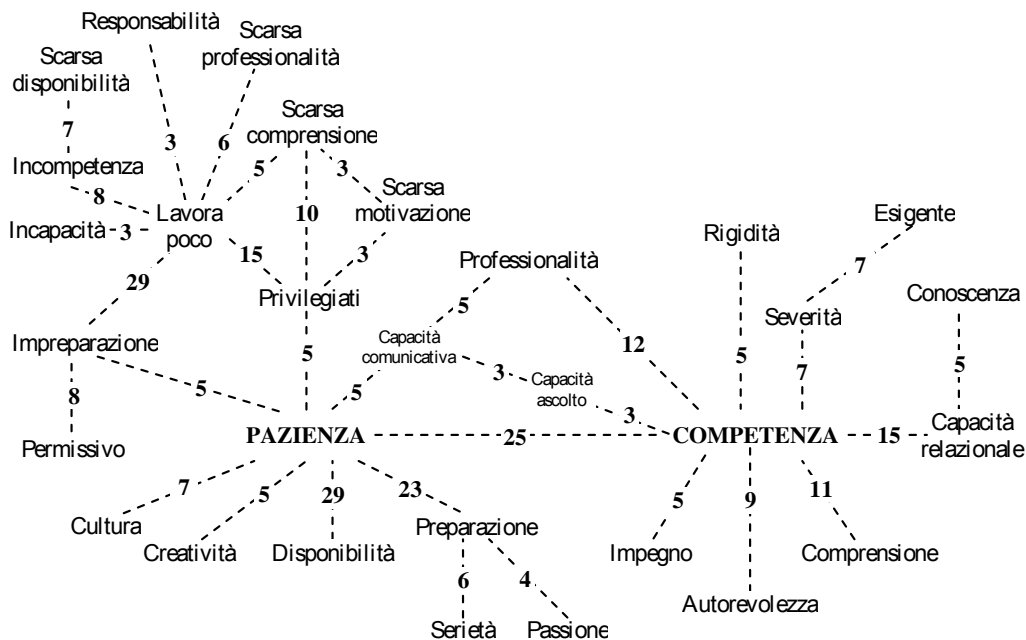 Responsabilità
Scarsa
professionalità
Scarsa
disponibilità
Scarsa
comprensione
7
3
6
5
3
Incompetenza
8
Lavora
poco
10
Scarsa
motivazione
Esigente
Incapacità
3
15
3
Professionalità
Rigidità
7
29
Privilegiati
5
Conoscenza
Severità
Impreparazione
5
Capacità
comunicativa
12
5
7
5
8
5
5
3
Capacità
ascolto
3
Permissivo
PAZIENZA
25
COMPETENZA
15
Capacità
relazionale
7
5
29
23
5
9
11
Cultura
Creatività
Disponibilità
Preparazione
Impegno
Comprensione
6
4
Autorevolezza
Serietà
Passione